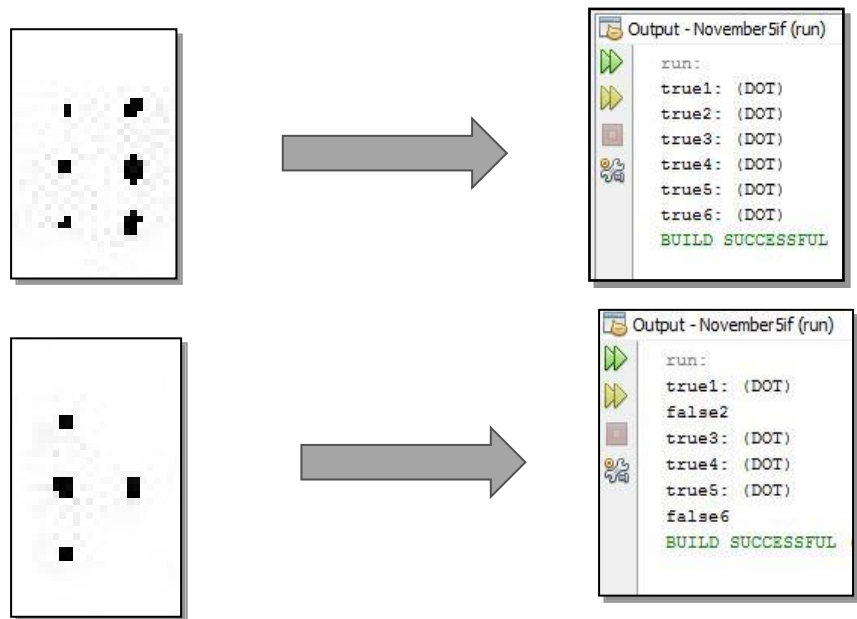 Output - November5if (run)
run:
true1: (DOT)
true2: (DOT)
true3: (DOT)
true4: (DOT)
true5: (DOT)
true6: (DOT)
BUILD SUCCESSFUL
Output - November5if (run)
run:
true1: (DOT)
false2
true3: (DOT)
true4: (DOT)
true5: (DOT)
false6
BUILD SUCCESSFUL